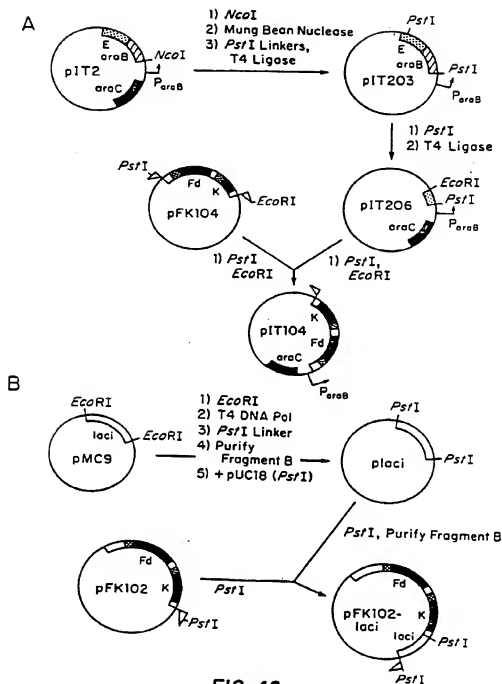 A
1) NcoI
2) Mung Bean Nuclease
3) PstI Linkers,
T4 Ligase
E
araB
NcoI
pIT2
P araB
araC
PstI
E
araB
PstI
pIT203
P araB
1) PstI
2) T4 Ligase
PstI
Fd
K
EcoRI
pFK104
EcoRI
PstI
pIT206
P araB
araC
1) PstI
EcoRI
1) PstI,
EcoRI
pIT104
K
Fd
araC
P araB
B
EcoRI
laci
EcoRI
pMC9
1) EcoRI
2) T4 DNA Pol
3) PstI Linker
4) Purify
Fragment B
5) +pUC18 (PstI)
PstI
placi
PstI
PstI, Purify Fragment B
Fd
pFK102
K
PstI
PstI
Fd
pFK102-
laci
K
laci
PstI
PstI